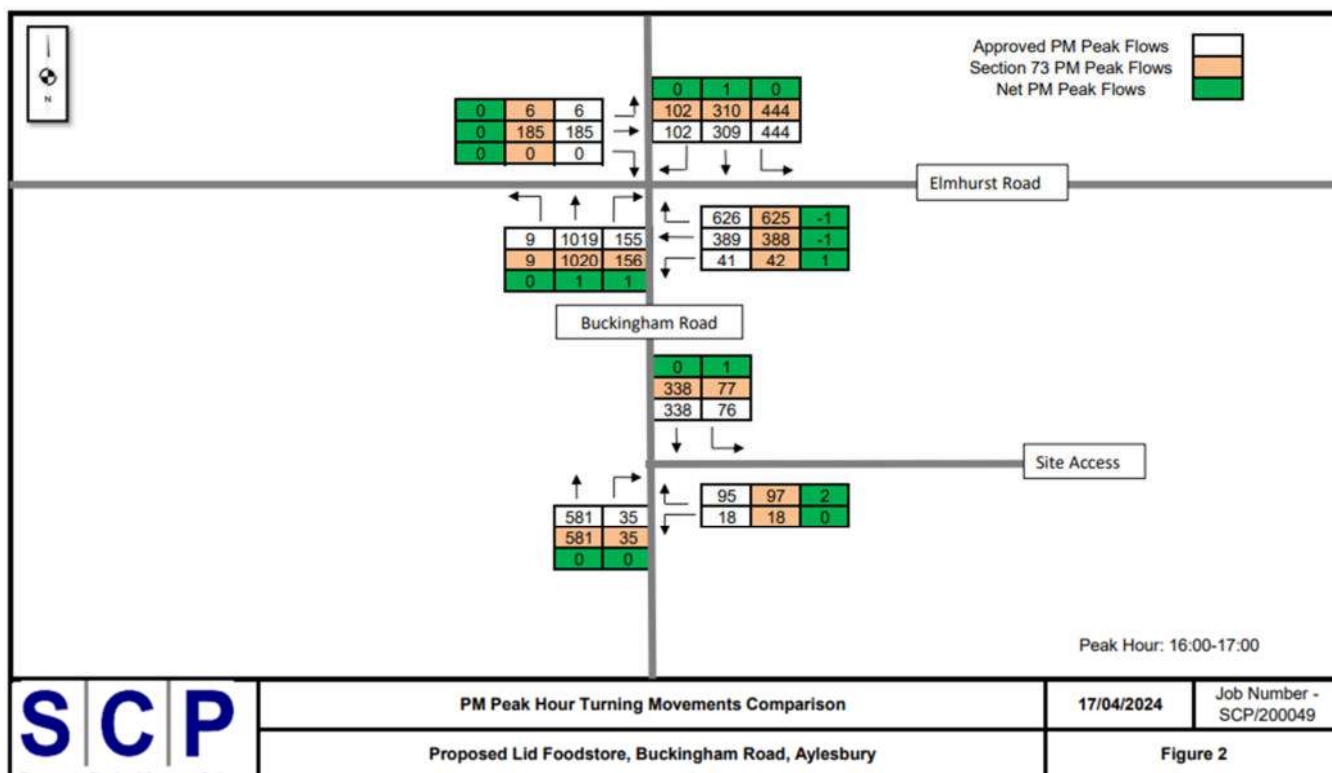 N
Approved PM Peak Flows
Section 73 PM Peak Flows
Net PM Peak Flows
0 1 0
102 310 444
102 309 444
0 6 6
0 185 185
0 0 0
Elmhurst Road
626 625 -1
389 388 -1
41 42 1
9 1019 155
9 1020 156
0 1 1
Buckingham Road
0 1
338 77
338 76
Site Access
95 97 2
18 18 0
581 35
581 35
0 0
Peak Hour: 16:00-17:00
SCP
PM Peak Hour Turning Movements Comparison
17/04/2024
Job Number -
SCP/200049
Proposed Lid Foodstore, Buckingham Road, Aylesbury
Figure 2